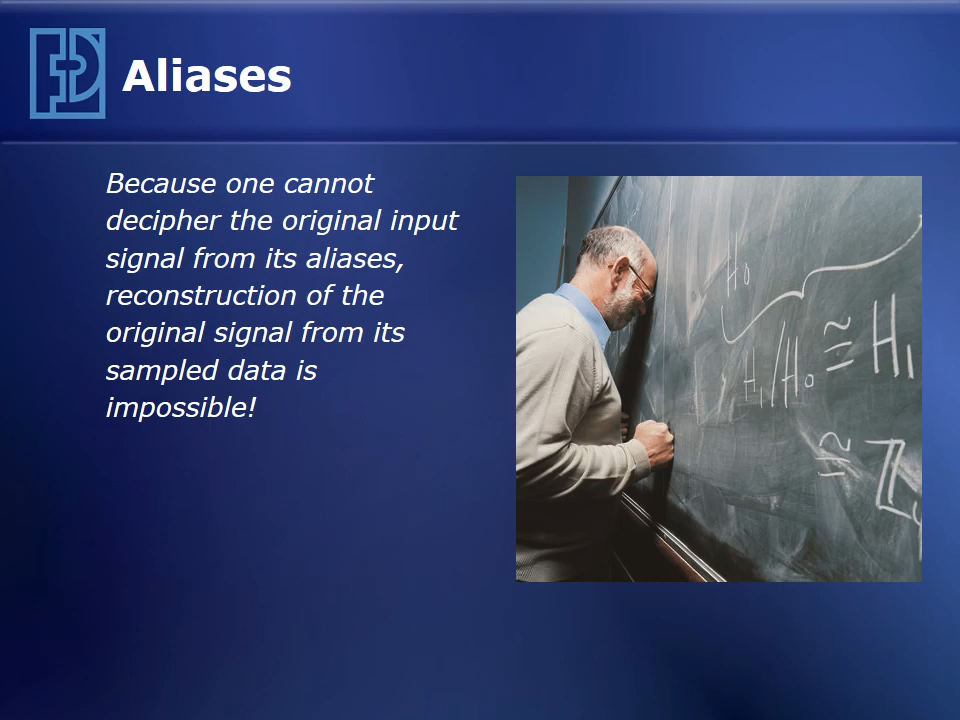 Aliases
Because one cannot
decipher the original input
signal from its aliases,
reconstruction of the
original signal from its
sampled data is
impossible!
H₀
H₁/H₀ ≅ H₁
≅ ℤ